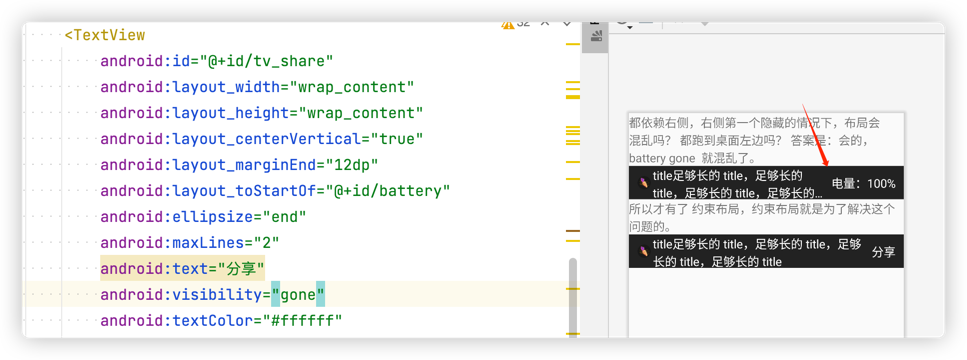 <TextView
32
android:id="@+id/tv_share"
android:layout_width="wrap_content"
android:layout_height="wrap_content"
android:layout_centerVertical="true"
android:layout_marginEnd="12dp"
android:layout_toStartOf="@+id/battery"
android:ellipsize="end"
android:maxLines="2"
android:text="分享"
android:visibility="gone"
android:textColor="#ffffff"
都依赖右侧，右侧第一个隐藏的情况下，布局会
混乱吗？ 都跑到桌面左边吗？ 答案是：会的，
battery gone 就混乱了。
title足够长的 title，足够长的
title，足够长的 title，足够长的...
电量：100%
所以才有了 约束布局，约束布局就是为了解决这个
问题的。
title足够长的 title，足够长的 title，足够
长的 title，足够长的 title
分享